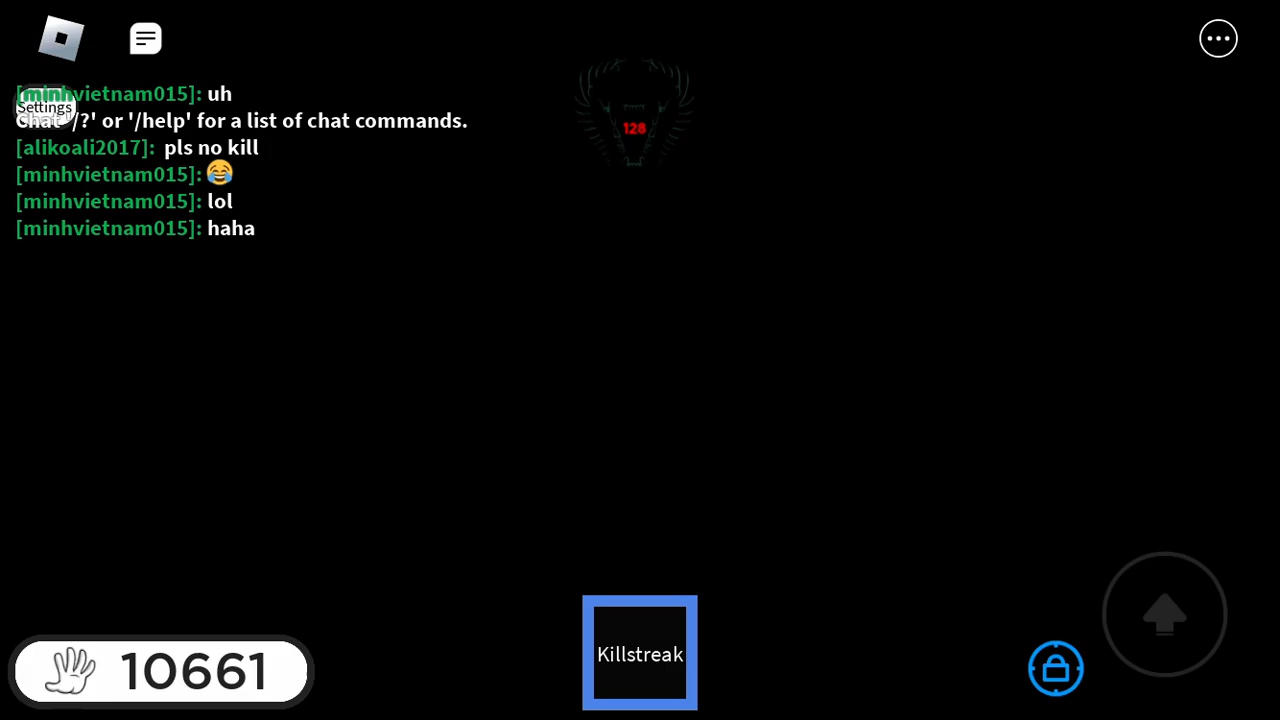 [minhvietnam015]: uh
Settings
Chat '/?' or '/help' for a list of chat commands.
[alikoali2017]: pls no kill
[minhvietnam015]: 😂
[minhvietnam015]: lol
[minhvietnam015]: haha
128
Killstreak
10661